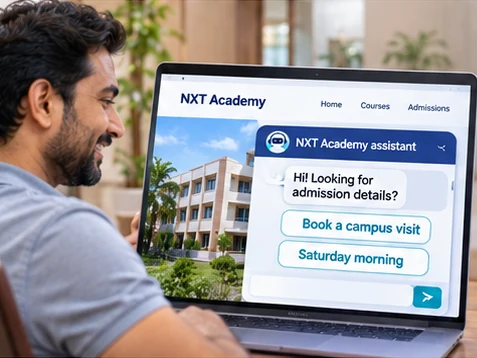 NXT Academy
Home Courses Admissions
NXT Academy assistant
Hi! Looking for
admission details?
Book a campus visit
Saturday morning